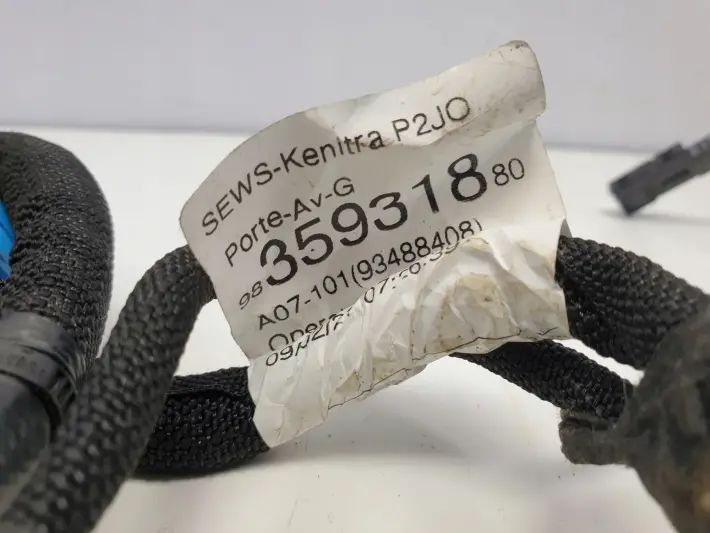 SEWS-Kenitra P2JO
Porte-Av-G
98 359318 80
A07-101(93488408)